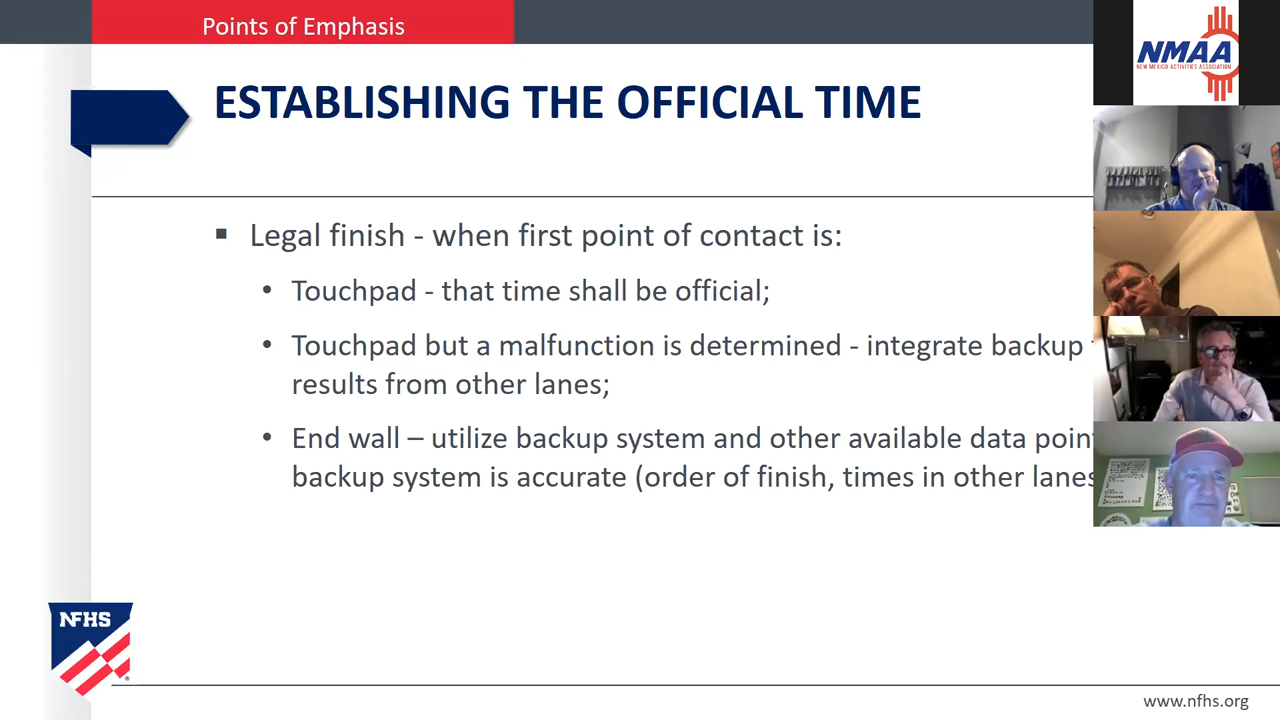 Points of Emphasis
NMAA
NEW MEXICO ACTIVITIES ASSOCIATION
ESTABLISHING THE OFFICIAL TIME
▪ Legal finish - when first point of contact is:
• Touchpad - that time shall be official;
• Touchpad but a malfunction is determined - integrate backup
results from other lanes;
• End wall – utilize backup system and other available data
backup system is accurate (order of finish, times in other lanes
NFHS
www.nfhs.org